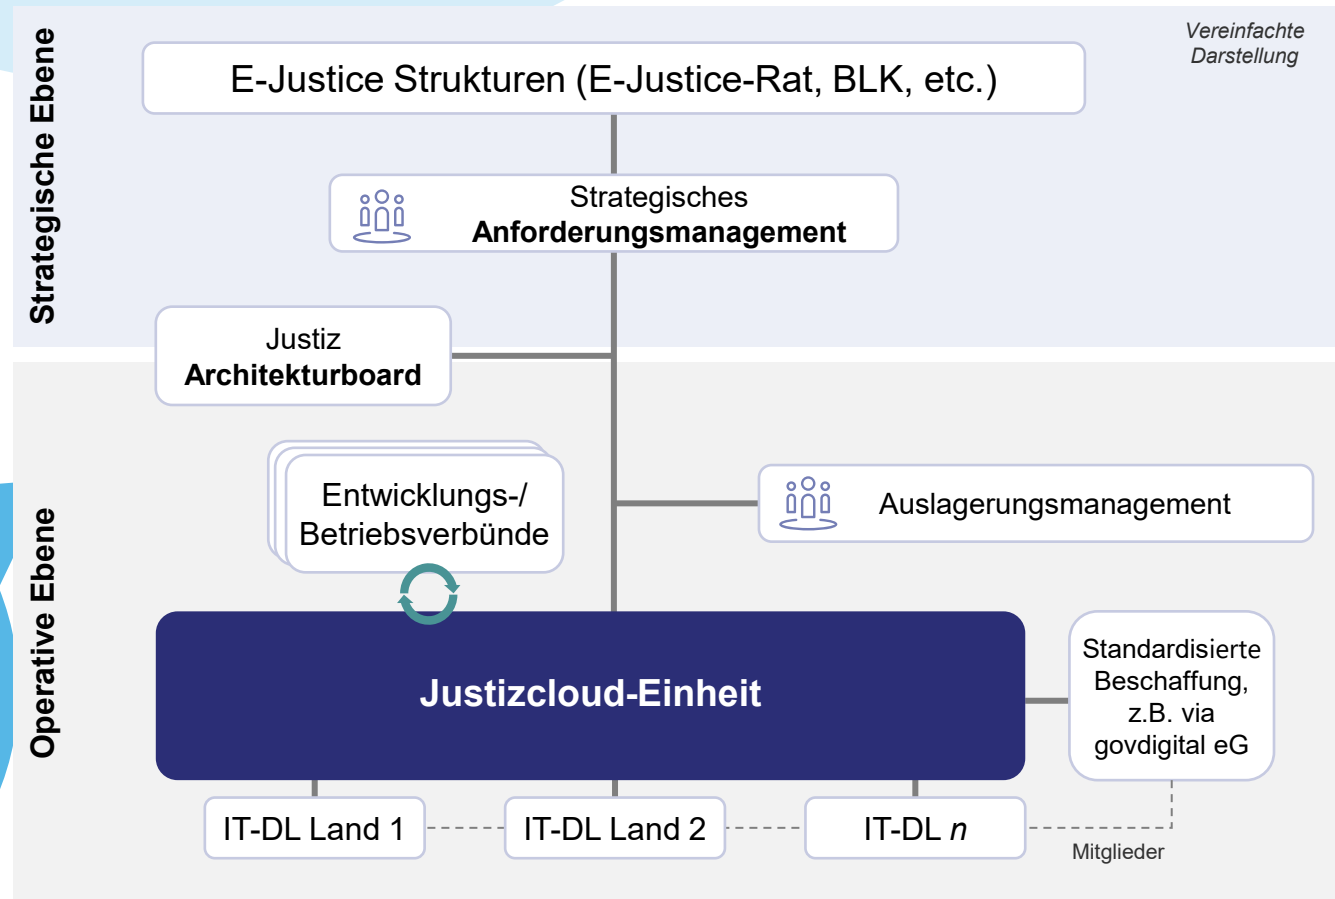 Vereinfachte
Darstellung
Strategische Ebene
E-Justice Strukturen (E-Justice-Rat, BLK, etc.)
Strategisches
Anforderungsmanagement
Justiz
Architekturboard
Operative Ebene
Entwicklungs-/
Betriebsverbünde
Auslagerungsmanagement
Justizcloud-Einheit
Standardisierte
Beschaffung,
z.B. via
govdigital eG
IT-DL Land 1
IT-DL Land 2
IT-DL n
Mitglieder